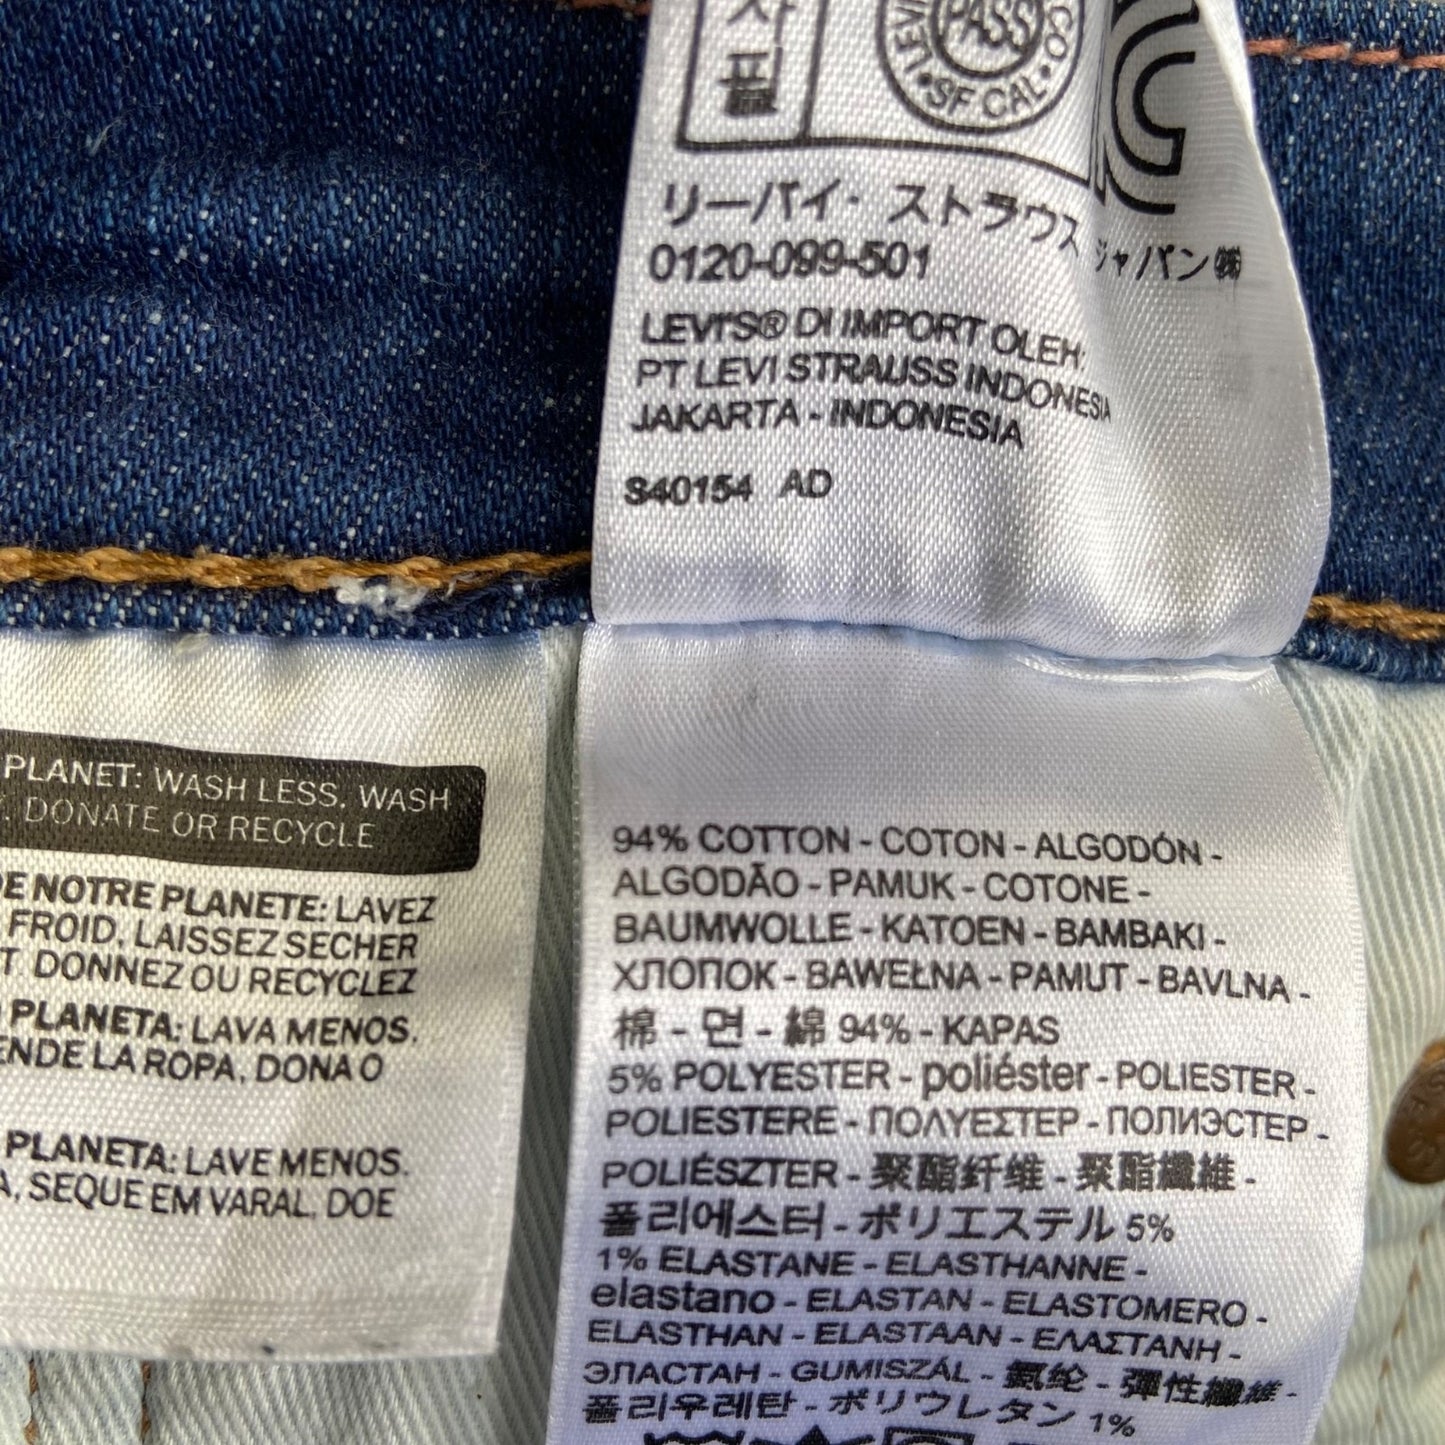 사
품
LEVI
PASS
CO
•SF CAL•
リーバイ・ストラウス ジャパン㈱
0120-099-501
LEVI'S® DI IMPORT OLEH:
PT LEVI STRAUSS INDONESIA
JAKARTA - INDONESIA
S40154 AD
PLANET: WASH LESS, WASH
DONATE OR RECYCLE
DE NOTRE PLANETE: LAVEZ
FROID, LAISSEZ SECHER
DONNEZ OU RECYCLEZ
PLANETA: LAVA MENOS.
LA ROPA, DONA O
PLANETA: LAVE MENOS.
SEQUE EM VARAL, DOE
94% COTTON - COTON - ALGODÓN -
ALGODÃO - PAMUK - COTONE -
BAUMWOLLE - KATOEN - BAMBAKI -
ХЛОПОК - BAWEŁNA - PAMUT - BAVLNA -
棉 - 면 - 綿 94% - KAPAS
5% POLYESTER - poliéster - POLIESTER -
POLIESTERE - ΠΟΛΥΕΣΤΕΡ - ПОЛИЭСТЕР -
POLIÉSZTER - 聚酯纤维 - 聚酯纖維 -
폴리에스터 - ポリエステル 5%
1% ELASTANE - ELASTHANNE -
elastano - ELASTAN - ELASTOMERO -
ELASTHAN - ELASTAAN - ΕΛΑΣΤΑΝΗ -
ЭЛАСТАН - GUMISZÁL - 氨纶 - 彈性纖維 -
폴리우레탄 - ポリウレタン 1%